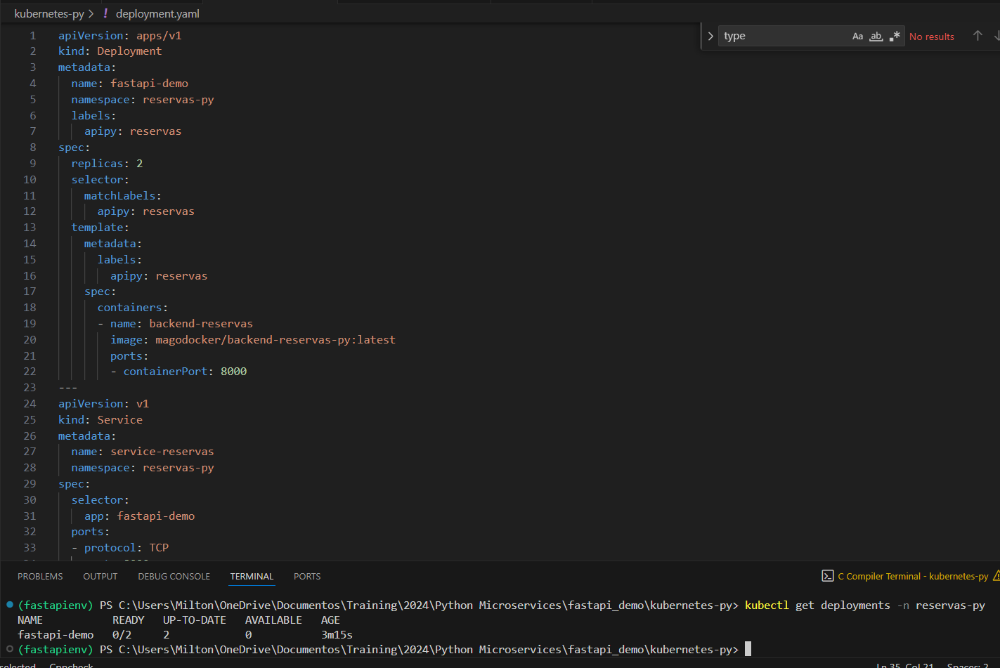 kubernetes-py > ! deployment.yaml
type Aa ab, .* No results
1 apiVersion: apps/v1
2 kind: Deployment
3 metadata:
4 name: fastapi-demo
5 namespace: reservas-py
6 labels:
7 apipy: reservas
8 spec:
9 replicas: 2
10 selector:
11 matchLabels:
12 apipy: reservas
13 template:
14 metadata:
15 labels:
16 apipy: reservas
17 spec:
18 containers:
19 - name: backend-reservas
20 image: magodocker/backend-reservas-py:latest
21 ports:
22 - containerPort: 8000
23 ---
24 apiVersion: v1
25 kind: Service
26 metadata:
27 name: service-reservas
28 namespace: reservas-py
29 spec:
30 selector:
31 app: fastapi-demo
32 ports:
33 - protocol: TCP
PROBLEMS OUTPUT DEBUG CONSOLE TERMINAL PORTS C Compiler Terminal - kubernetes-py
(fastapienv) PS C:\Users\Milton\OneDrive\Documentos\Training\2024\Python Microservices\fastapi_demo\kubernetes-py> kubectl get deployments -n reservas-py
NAME READY UP-TO-DATE AVAILABLE AGE
fastapi-demo 0/2 2 0 3m15s
(fastapienv) PS C:\Users\Milton\OneDrive\Documentos\Training\2024\Python Microservices\fastapi_demo\kubernetes-py>
selected Cppcheck Ln 35, Col 21 Spaces: 2